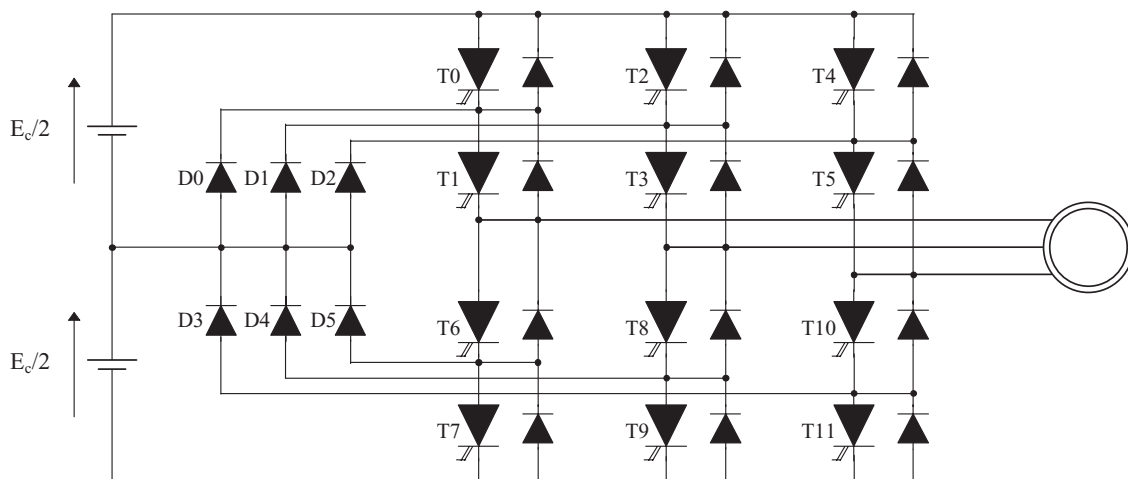 T0 T2 T4
E_c/2
D0 D1 D2 T1 T3 T5
D3 D4 D5 T6 T8 T10
E_c/2
T7 T9 T11